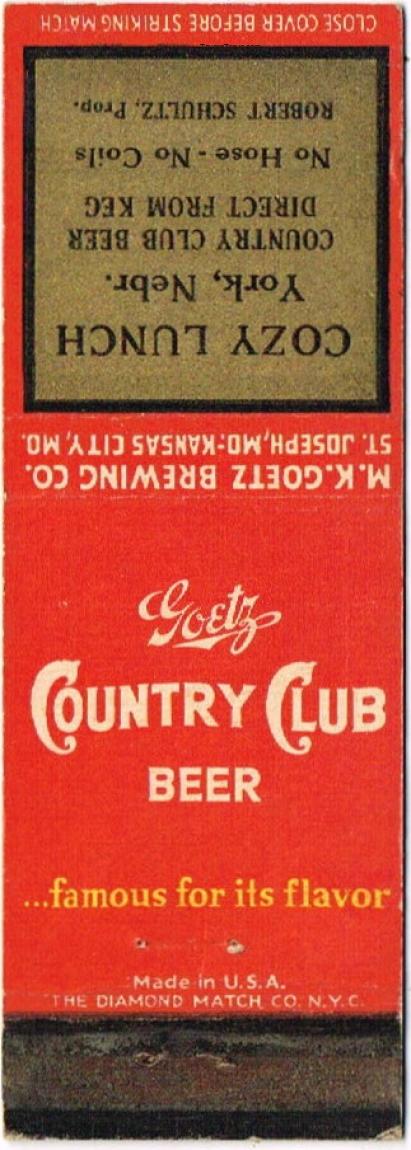 CLOSE COVER BEFORE STRIKING MATCH
COZY LUNCH
York, Nebr.
COUNTRY CLUB BEER
DIRECT FROM KEG
No Hose - No Coils
ROBERT SCHULTZ, Prop.
M.K.GOETZ BREWING CO.
ST. JOSEPH,MO:KANSAS CITY, MO.
Goetz
COUNTRY CLUB
BEER
...famous for its flavor
Made in U.S.A.
THE DIAMOND MATCH CO. N.Y.C.